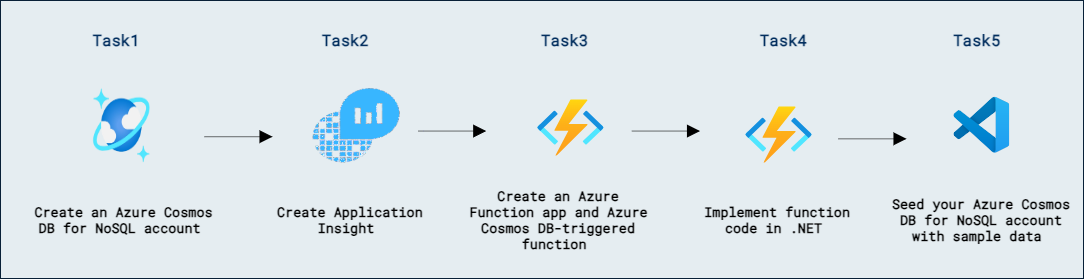 Task1
Task2
Task3
Task4
Task5
Create an Azure Cosmos
DB for NoSQL account
Create Application
Insight
Create an Azure
Function app and Azure
Cosmos DB-triggered
function
Implement function
code in .NET
Seed your Azure Cosmos
DB for NoSQL account
with sample data